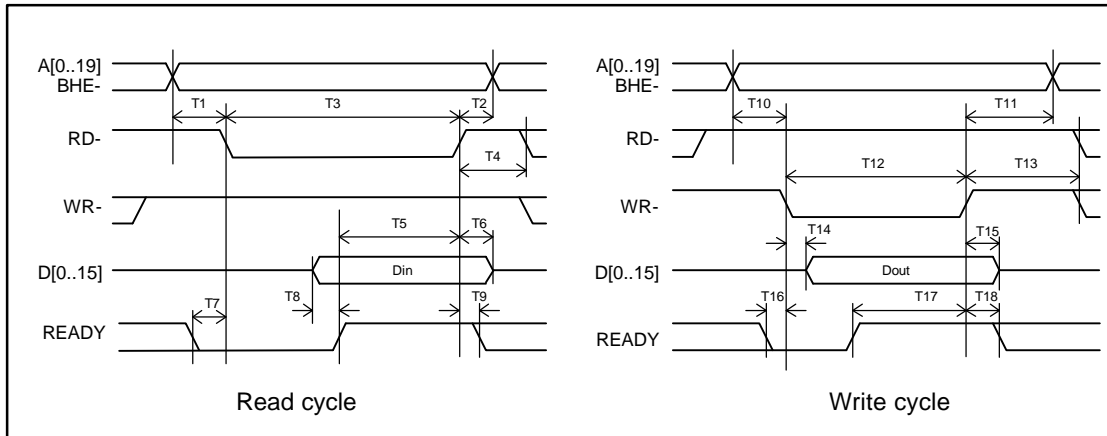 A[0..19]
BHE-
T1
T3
T2
RD-
T4
WR-
T5
T6
D[0..15]
Din
T7
T8
T9
READY
Read cycle
A[0..19]
BHE-
T10
T11
RD-
T12
T13
WR-
T14
T15
D[0..15]
Dout
T16
T17
T18
READY
Write cycle